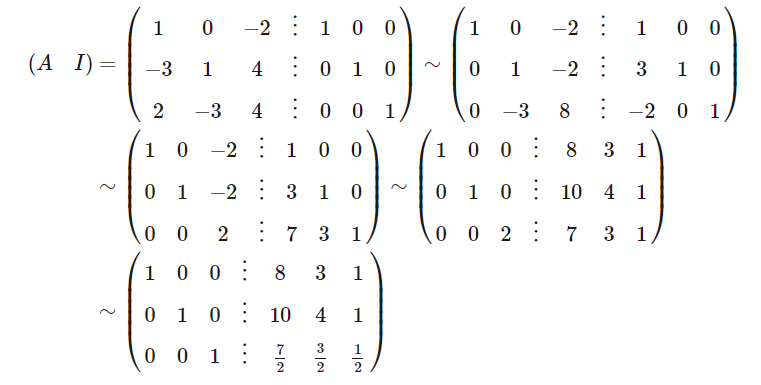 (A I) = ( 1 0 −2 ⋮ 1 0 0 ) ∼ ( 1 0 −2 ⋮ 1 0 0 )
−3 1 4 ⋮ 0 1 0 0 1 −2 ⋮ 3 1 0
2 −3 4 ⋮ 0 0 1 0 −3 8 ⋮ −2 0 1
∼ ( 1 0 −2 ⋮ 1 0 0 ) ∼ ( 1 0 0 ⋮ 8 3 1 )
0 1 −2 ⋮ 3 1 0 0 1 0 ⋮ 10 4 1
0 0 2 ⋮ 7 3 1 0 0 2 ⋮ 7 3 1
∼ ( 1 0 0 ⋮ 8 3 1 )
0 1 0 ⋮ 10 4 1
0 0 1 ⋮ 7/2 3/2 1/2